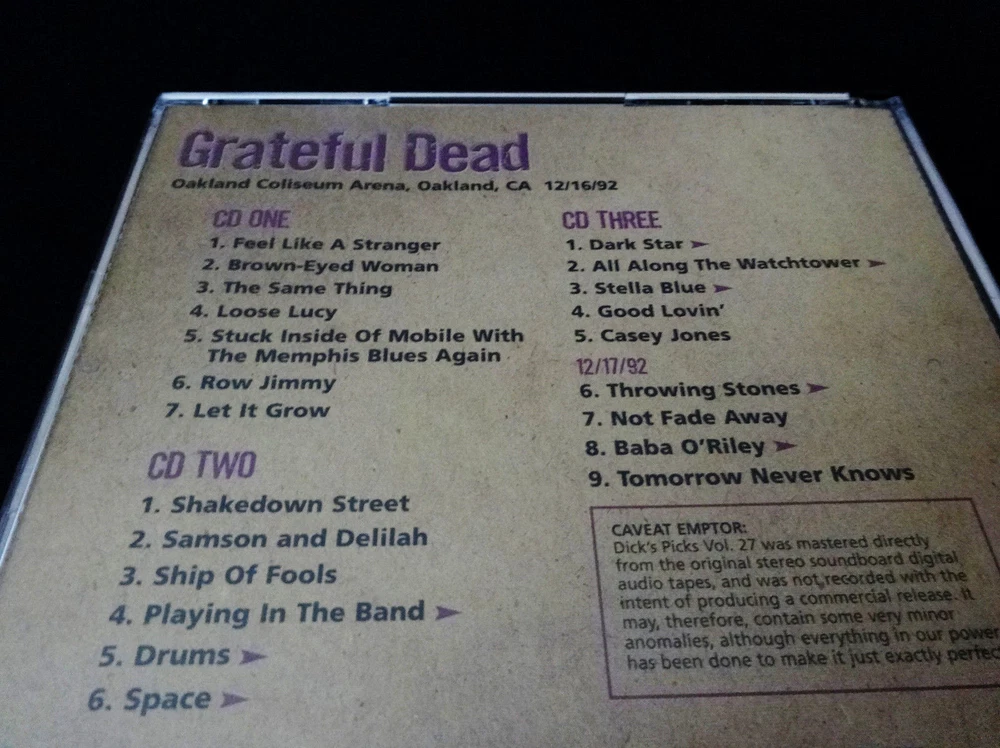 Grateful Dead
Oakland Coliseum Arena, Oakland, CA 12/16/92
CD ONE
1. Feel Like A Stranger
2. Brown-Eyed Woman
3. The Same Thing
4. Loose Lucy
5. Stuck Inside Of Mobile With
The Memphis Blues Again
6. Row Jimmy
7. Let It Grow
CD TWO
1. Shakedown Street
2. Samson and Delilah
3. Ship Of Fools
4. Playing In The Band ➤
5. Drums ➤
6. Space ➤
CD THREE
1. Dark Star ➤
2. All Along The Watchtower ➤
3. Stella Blue ➤
4. Good Lovin'
5. Casey Jones
12/17/92
6. Throwing Stones ➤
7. Not Fade Away
8. Baba O'Riley ➤
9. Tomorrow Never Knows
CAVEAT EMPTOR:
Dick's Picks Vol. 27 was mastered directly
from the original stereo soundboard digital
audio tapes, and was not recorded with the
intent of producing a commercial release. It
may, therefore, contain some very minor
anomalies, although everything in our power
has been done to make it just exactly perfect